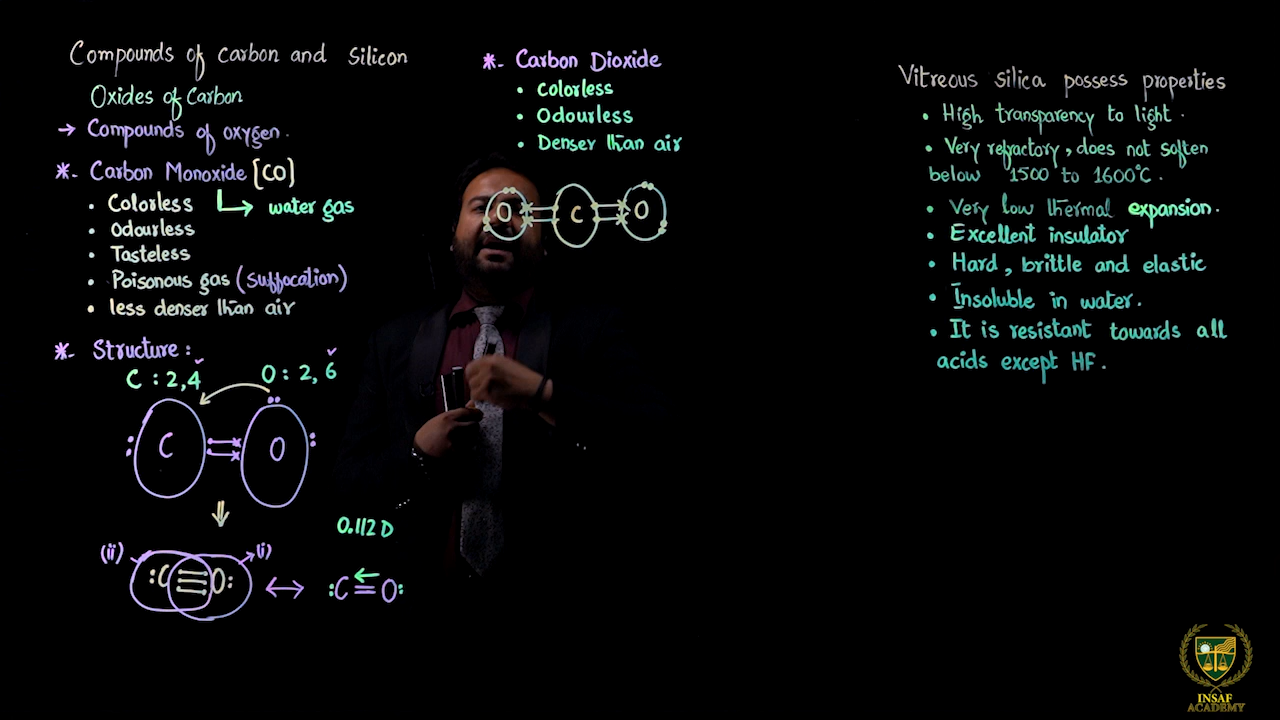 Compounds of Carbon and Silicon
Oxides of Carbon
→ Compounds of oxygen.
*- Carbon Monoxide [CO]
• Colorless
water gas
• Odourless
• Tasteless
• Poisonous gas (suffocation)
• less denser than air
*- Structure:
C : 2,4
O : 2,6
C
O
0.112 D
(ii)
(i)
:C≡O: ↔ :C=O:
*- Carbon Dioxide
• Colorless
• Odourless
• Denser than air
O C O
Vitreous silica possess properties
• High transparency to light.
• Very refractory, does not soften
below 1500 to 1600°C.
• Very low thermal expansion.
• Excellent insulator
• Hard, brittle and elastic
• Insoluble in water.
• It is resistant towards all
acids except HF.
INSAF
ACADEMY